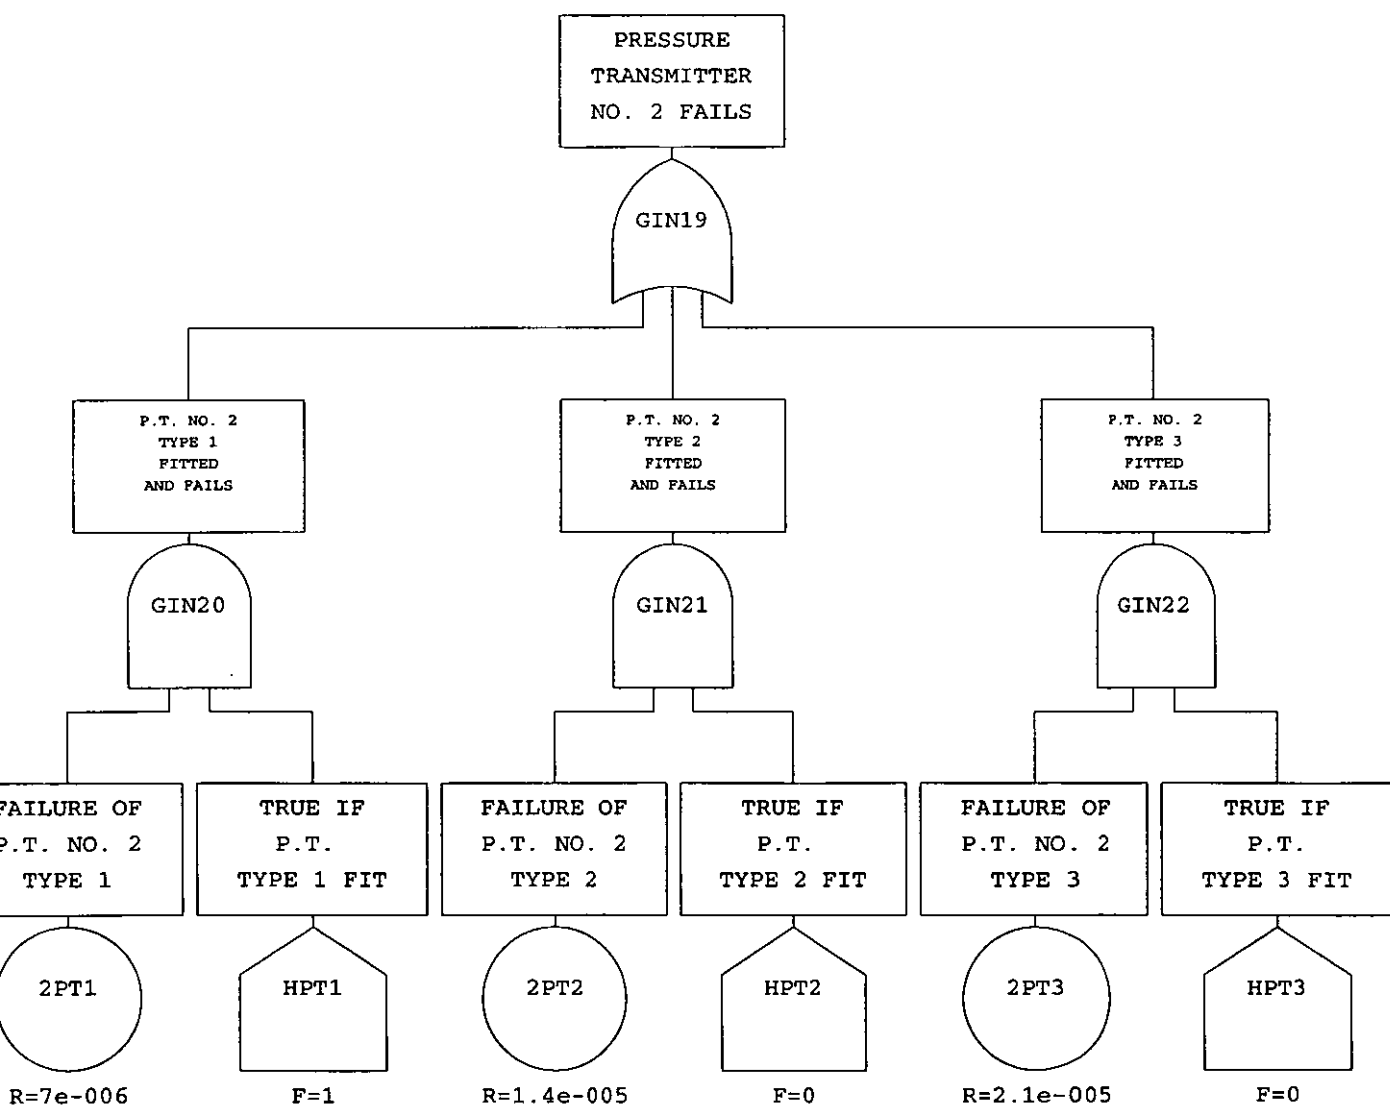 PRESSURE
TRANSMITTER
NO. 2 FAILS
GIN19
P.T. NO. 2
TYPE 1
FITTED
AND FAILS
P.T. NO. 2
TYPE 2
FITTED
AND FAILS
P.T. NO. 2
TYPE 3
FITTED
AND FAILS
GIN20
GIN21
GIN22
FAILURE OF
P.T. NO. 2
TYPE 1
TRUE IF
P.T.
TYPE 1 FIT
FAILURE OF
P.T. NO. 2
TYPE 2
TRUE IF
P.T.
TYPE 2 FIT
FAILURE OF
P.T. NO. 2
TYPE 3
TRUE IF
P.T.
TYPE 3 FIT
2PT1
HPT1
2PT2
HPT2
2PT3
HPT3
R=7e-006
F=1
R=1.4e-005
F=0
R=2.1e-005
F=0